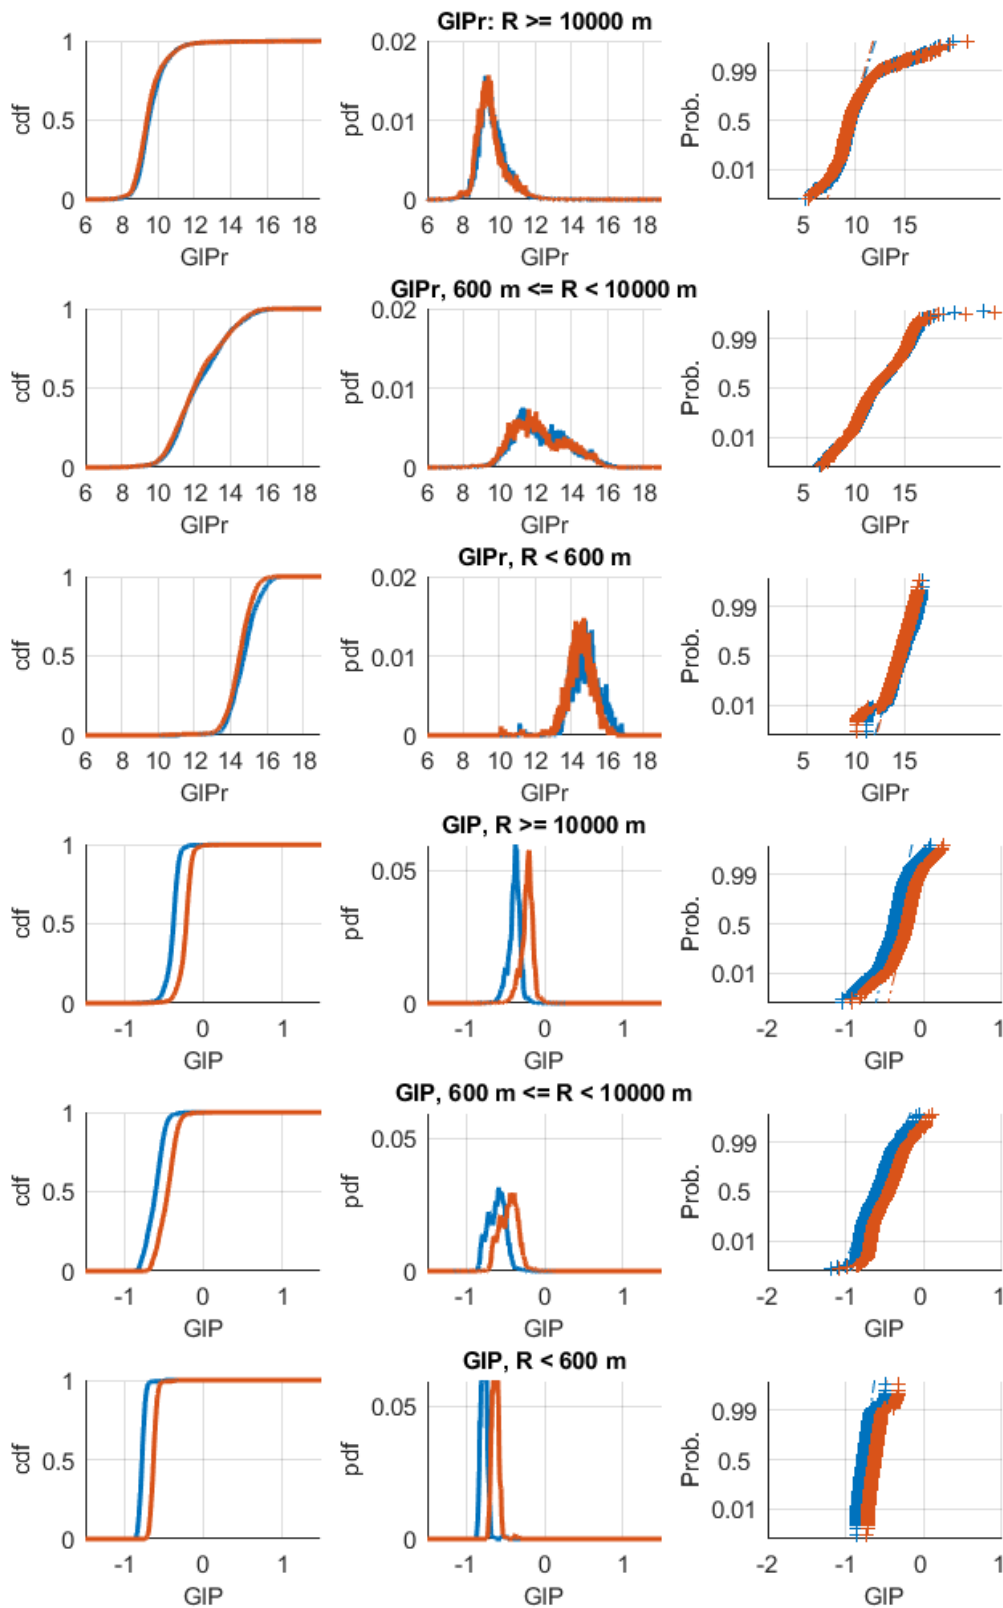 GIPr: R >= 10000 m
cdf
1
0.5
0
6 8 10 12 14 16 18
GIPr
pdf
0.02
0.01
0
6 8 10 12 14 16 18
GIPr
Prob.
0.99
0.5
0.01
5 10 15
GIPr
GIPr, 600 m <= R < 10000 m
cdf
1
0.5
0
6 8 10 12 14 16 18
GIPr
pdf
0.02
0.01
0
6 8 10 12 14 16 18
GIPr
Prob.
0.99
0.5
0.01
5 10 15
GIPr
GIPr, R < 600 m
cdf
1
0.5
0
6 8 10 12 14 16 18
GIPr
pdf
0.02
0.01
0
6 8 10 12 14 16 18
GIPr
Prob.
0.99
0.5
0.01
5 10 15
GIPr
GIP, R >= 10000 m
cdf
1
0.5
0
-1 0 1
GIP
pdf
0.05
0
-1 0 1
GIP
Prob.
0.99
0.5
0.01
-2 -1 0 1
GIP
GIP, 600 m <= R < 10000 m
cdf
1
0.5
0
-1 0 1
GIP
pdf
0.05
0
-1 0 1
GIP
Prob.
0.99
0.5
0.01
-2 -1 0 1
GIP
GIP, R < 600 m
cdf
1
0.5
0
-1 0 1
GIP
pdf
0.05
0
-1 0 1
GIP
Prob.
0.99
0.5
0.01
-2 -1 0 1
GIP